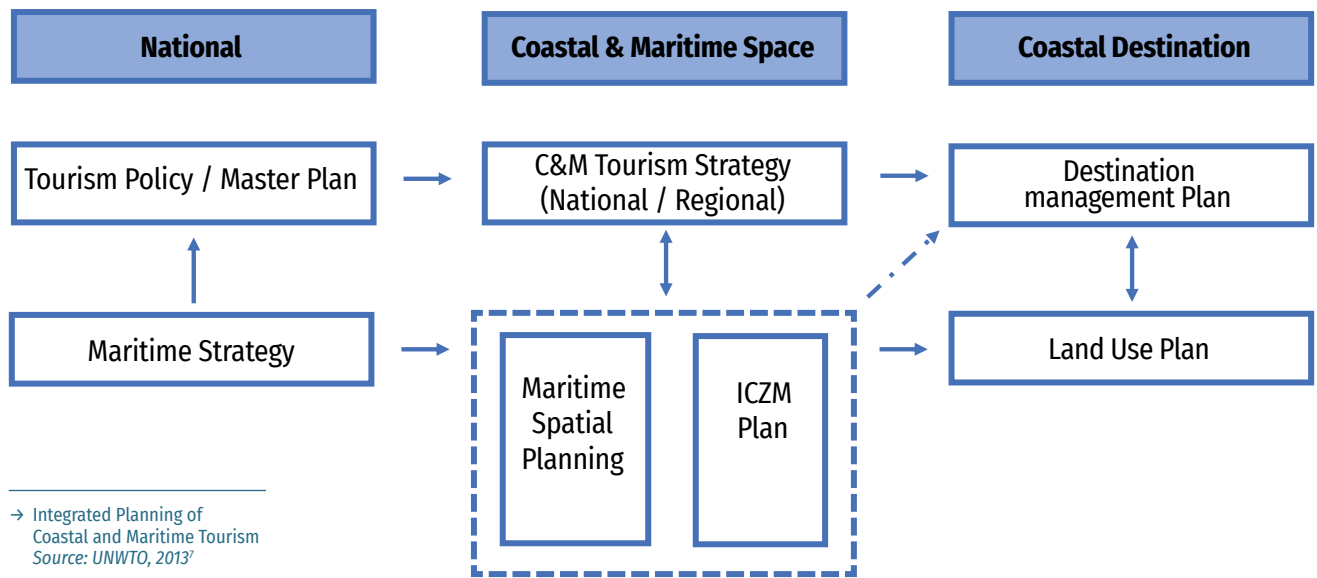 National
Coastal & Maritime Space
Coastal Destination
Tourism Policy / Master Plan
C&M Tourism Strategy
(National / Regional)
Destination
management Plan
Maritime Strategy
Maritime
Spatial
Planning
ICZM
Plan
Land Use Plan
→ Integrated Planning of
Coastal and Maritime Tourism
Source: UNWTO, 2013⁷